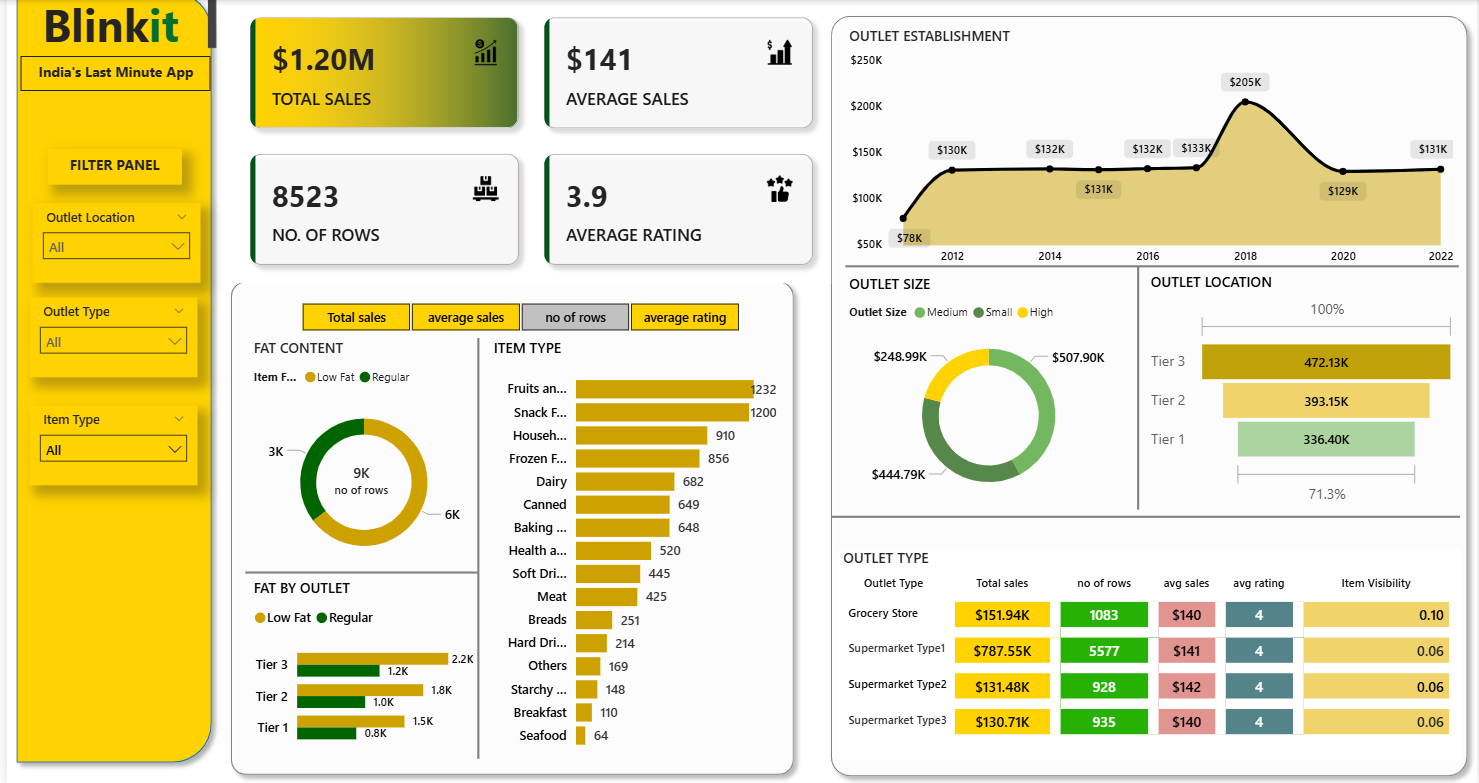 Blinkit
India's Last Minute App
FILTER PANEL
Outlet Location
All
Outlet Type
All
Item Type
All
$1.20M
TOTAL SALES
$141
AVERAGE SALES
8523
NO. OF ROWS
3.9
AVERAGE RATING
Total sales average sales no of rows average rating
FAT CONTENT
Item F... Low Fat Regular
3K
9K
no of rows
6K
FAT BY OUTLET
Low Fat Regular
Tier 3 2.2K
1.2K
Tier 2 1.8K
1.0K
Tier 1 1.5K
0.8K
ITEM TYPE
Fruits an... 1232
Snack F... 1200
Househ... 910
Frozen F... 856
Dairy 682
Canned 649
Baking ... 648
Health a... 520
Soft Dri... 445
Meat 425
Breads 251
Hard Dri... 214
Others 169
Starchy ... 148
Breakfast 110
Seafood 64
OUTLET ESTABLISHMENT
$250K
$200K
$150K
$100K
$50K
$78K
$130K
$132K
$131K
$132K
$133K
$205K
$129K
$131K
2012 2014 2016 2018 2020 2022
OUTLET SIZE
Outlet Size Medium Small High
$248.99K
$507.90K
$444.79K
OUTLET LOCATION
100%
Tier 3 472.13K
Tier 2 393.15K
Tier 1 336.40K
71.3%
OUTLET TYPE
Outlet Type Total sales no of rows avg sales avg rating Item Visibility
Grocery Store $151.94K 1083 $140 4 0.10
Supermarket Type1 $787.55K 5577 $141 4 0.06
Supermarket Type2 $131.48K 928 $142 4 0.06
Supermarket Type3 $130.71K 935 $140 4 0.06